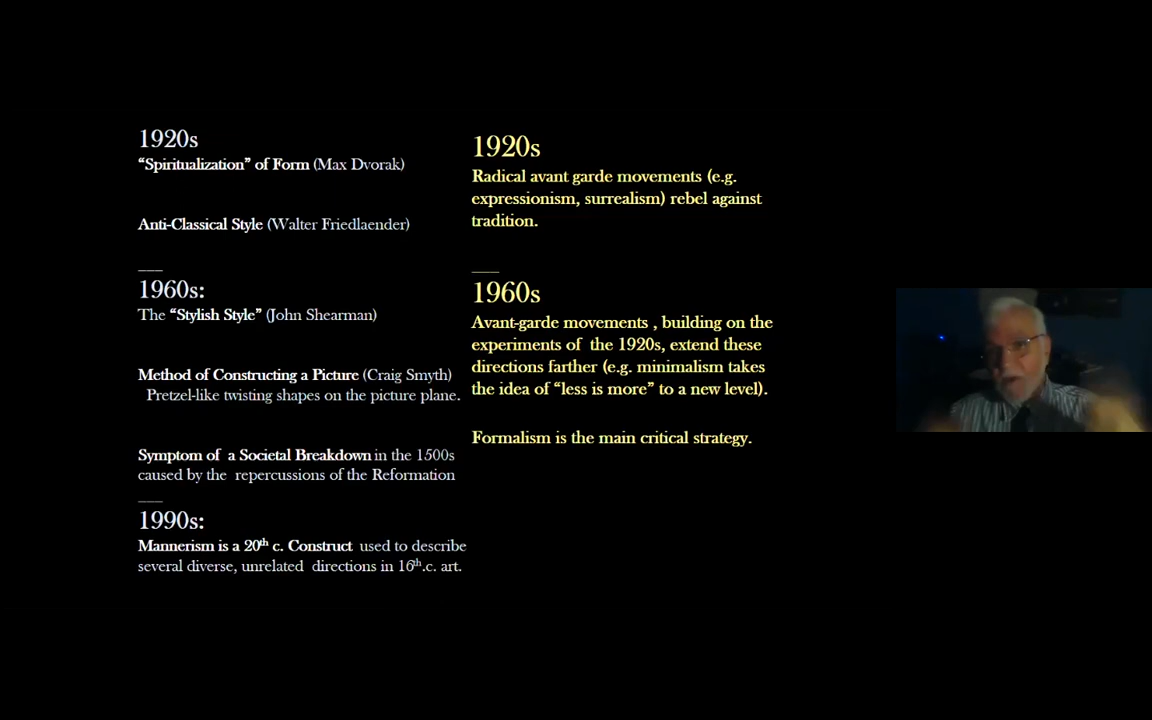 1920s
“Spiritualization” of Form (Max Dvorak)
Anti-Classical Style (Walter Friedlaender)
___
1960s:
The “Stylish Style” (John Shearman)
Method of Constructing a Picture (Craig Smyth)
Pretzel-like twisting shapes on the picture plane.
Symptom of a Societal Breakdown in the 1500s
caused by the repercussions of the Reformation
___
1990s:
Mannerism is a 20th c. Construct used to describe
several diverse, unrelated directions in 16th.c. art.
1920s
Radical avant garde movements (e.g.
expressionism, surrealism) rebel against
tradition.
___
1960s
Avant-garde movements , building on the
experiments of the 1920s, extend these
directions farther (e.g. minimalism takes
the idea of “less is more” to a new level).
Formalism is the main critical strategy.